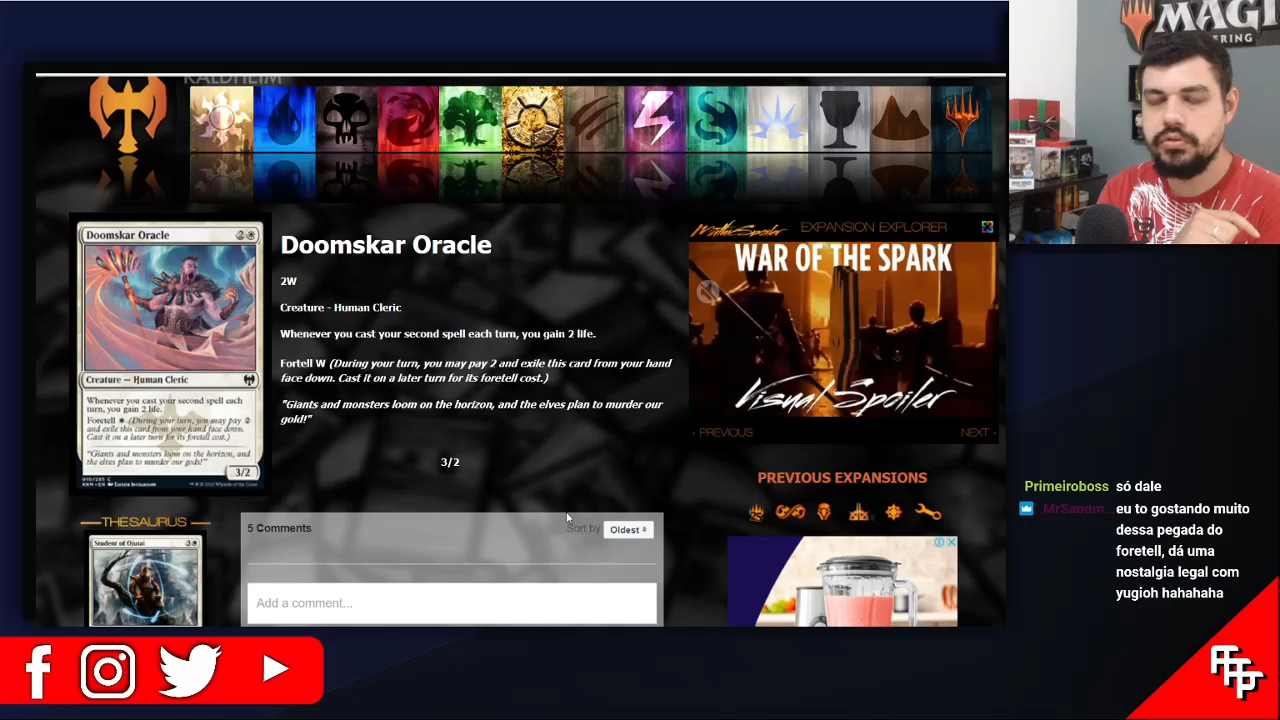 KALDHEIM
MAGI
ERING
Doomskar Oracle 2
Creature — Human Cleric
Whenever you cast your second spell each
turn, you gain 2 life.
Foretell (During your turn, you may pay 2
and exile this card from your hand
face down. Cast it on a later turn for
its foretell cost.)
"Giants and monsters loom on the horizon, and
the elves plan to murder our gods!"
3/2
Doomskar Oracle
2W
Creature - Human Cleric
Whenever you cast your second spell each turn, you gain 2 life.
Fortell W (During your turn, you may pay 2 and exile this card from your hand
face down. Cast it on a later turn for its foretell cost.)
"Giants and monsters loom on the horizon, and the elves plan to murder our
gold!"
3/2
MythicSpoiler EXPANSION EXPLORER
WAR OF THE SPARK
Visual Spoiler
‹ PREVIOUS
NEXT ›
PREVIOUS EXPANSIONS
THESAURUS
Student of Ojutai 3
5 Comments
Sort by Oldest
Add a comment...
Primeiroboss só dale
MrSandm... eu to gostando muito
dessa pegada do
foretell, dá uma
nostalgia legal com
yugioh hahahaha